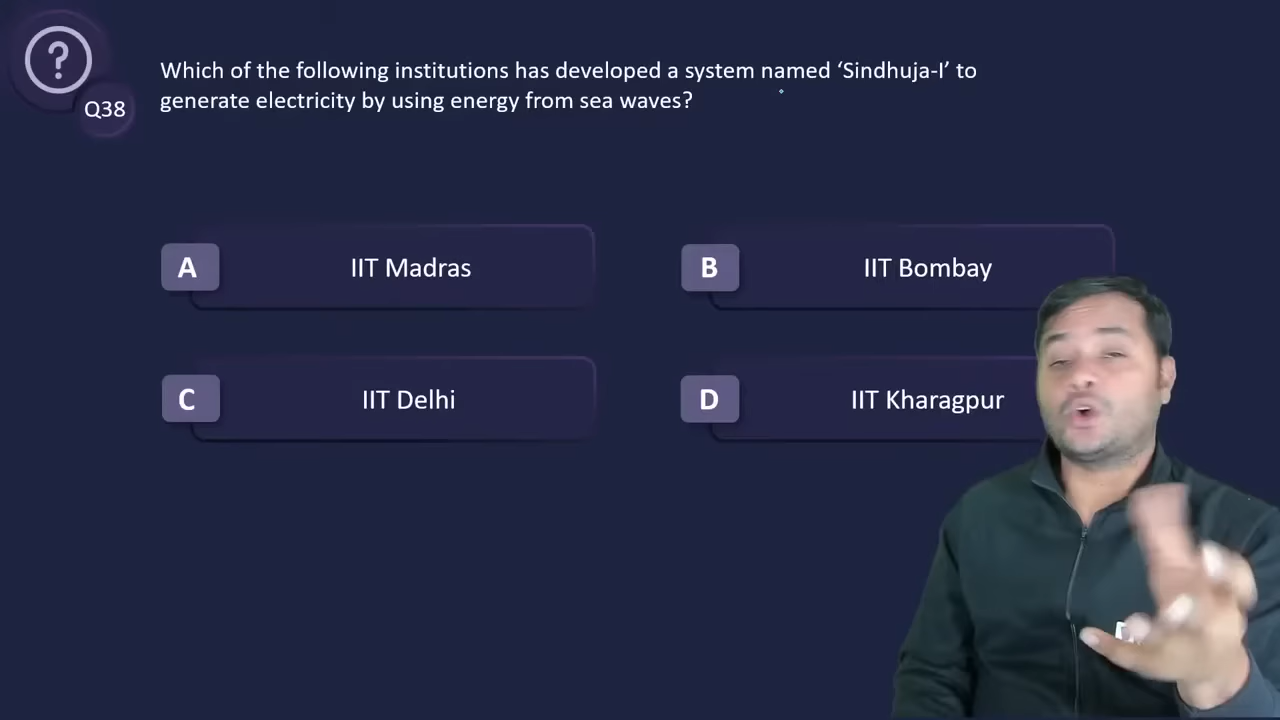 ?
Q38
Which of the following institutions has developed a system named ‘Sindhuja-I’ to
generate electricity by using energy from sea waves?
A IIT Madras
B IIT Bombay
C IIT Delhi
D IIT Kharagpur